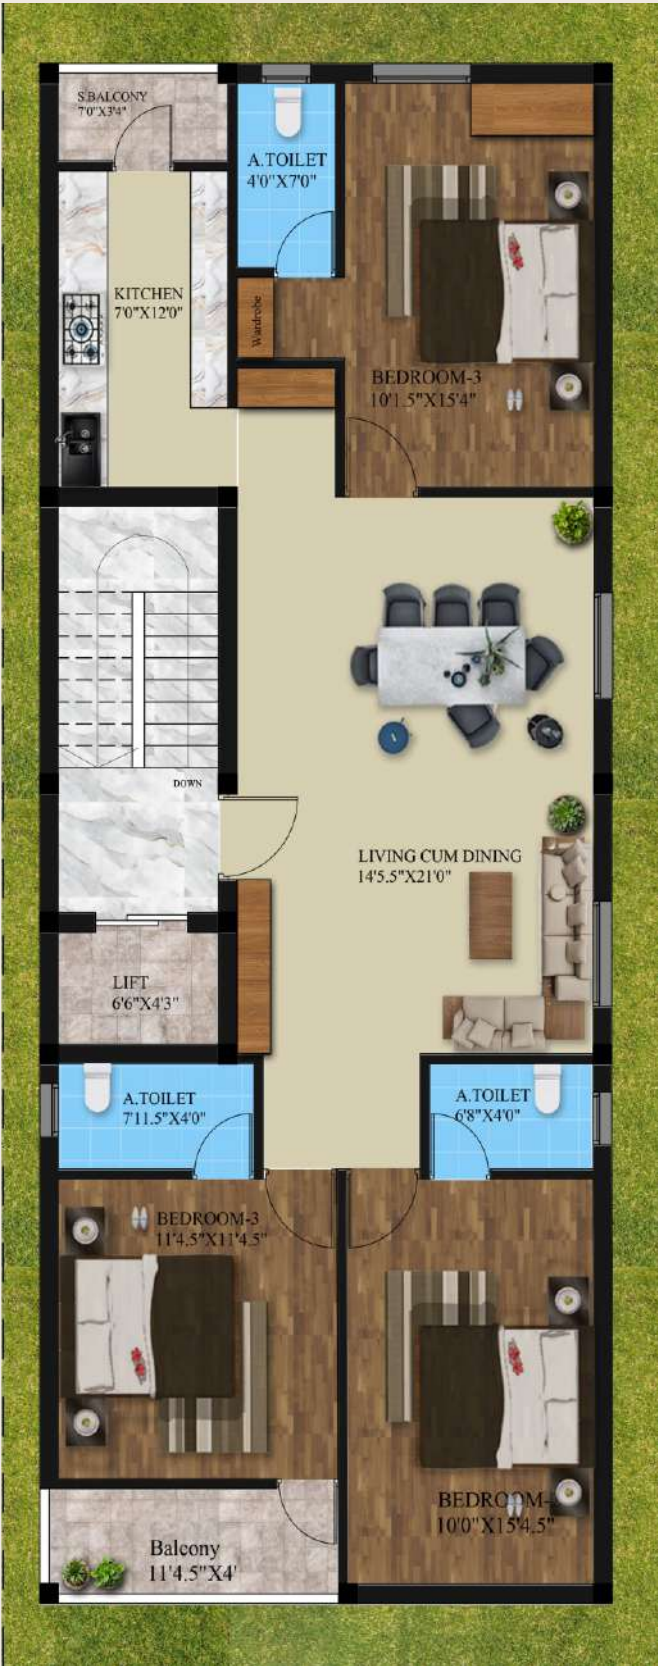 S.BALCONY
7'0"X3'4"
A.TOILET
4'0"X7'0"
KITCHEN
7'0"X12'0"
Wardrobe
BEDROOM-3
10'1.5"X15'4"
DOWN
LIVING CUM DINING
14'5.5"X21'0"
LIFT
6'6"X4'3"
A.TOILET
7'11.5"X4'0"
A.TOILET
6'8"X4'0"
BEDROOM-3
11'4.5"X11'4.5"
BEDROOM-
10'0"X15'4.5"
Balcony
11'4.5"X4'